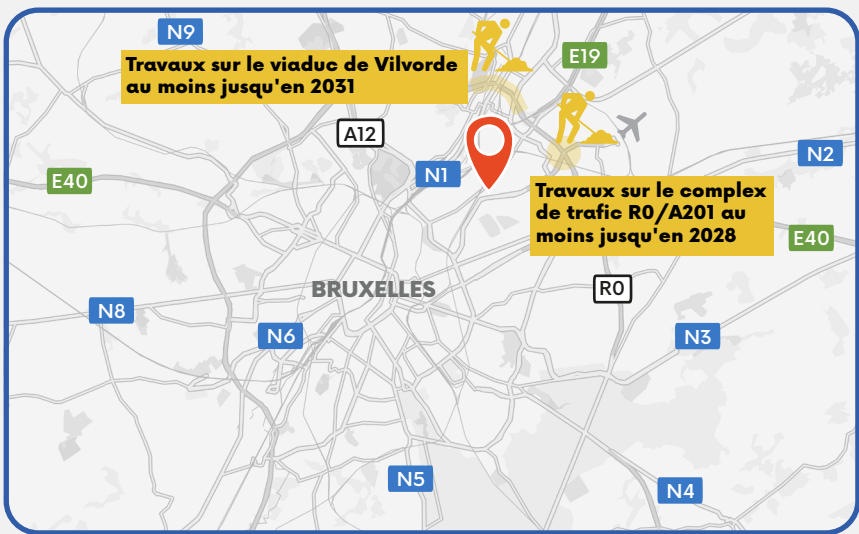 N9
Travaux sur le viaduc de Vilvorde
au moins jusqu'en 2031
E19
A12
N1
N2
E40
Travaux sur le complex
de trafic R0/A201 au
moins jusqu'en 2028
E40
BRUXELLES
R0
N8
N6
N3
N5
N4